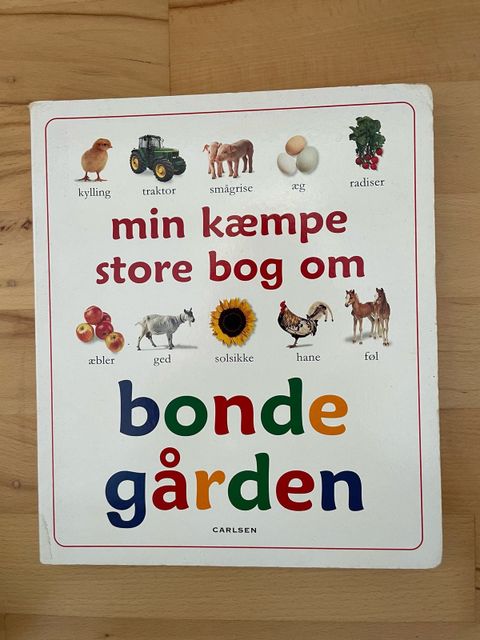 kylling traktor smågrise æg radiser
min kæmpe
store bog om
æbler ged solsikke hane føl
bonde
gården
CARLSEN